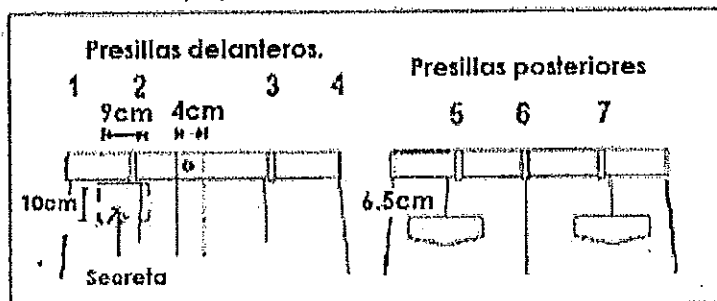 Presillas delanteros.
1 2 3 4
9cm 4cm
10cm
Secreta
Presillas posteriores
5 6 7
6.5cm